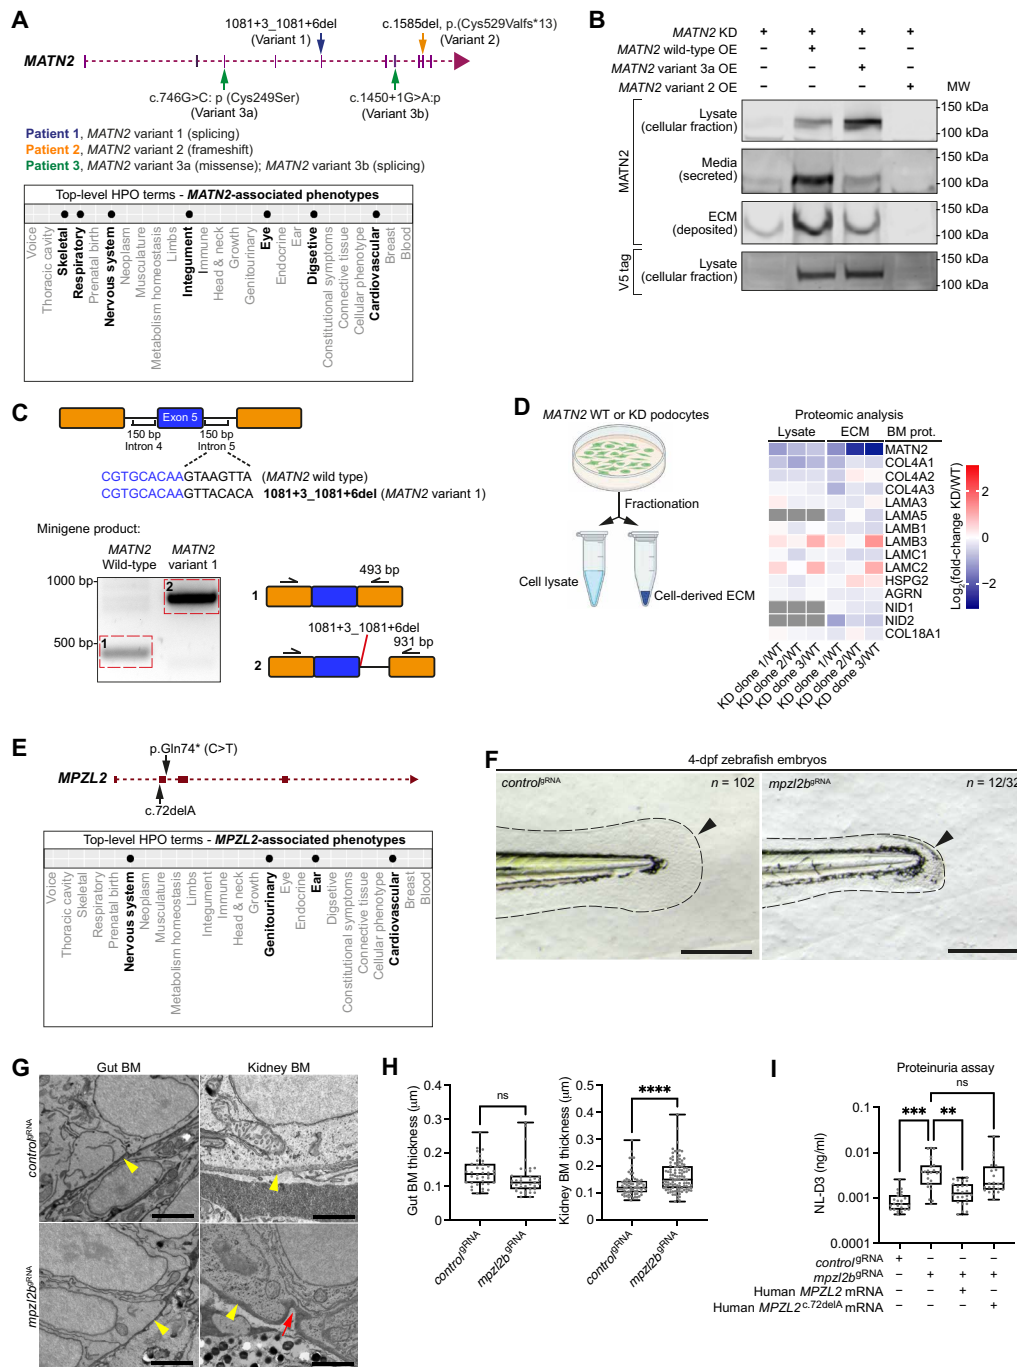 A
1081+3_1081+6del
(Variant 1)
c.1585del, p.(Cys529Valfs*13)
(Variant 2)
MATN2
c.746G>C: p (Cys249Ser)
(Variant 3a)
c.1450+1G>A:p
(Variant 3b)
Patient 1, MATN2 variant 1 (splicing)
Patient 2, MATN2 variant 2 (frameshift)
Patient 3, MATN2 variant 3a (missense); MATN2 variant 3b (splicing)
Top-level HPO terms - MATN2-associated phenotypes
Voice
Thoracic cavity
Skeletal
Respiratory
Prenatal birth
Nervous system
Neoplasm
Musculature
Metabolism homeostasis
Limbs
Integument
Immune
Head & neck
Growth
Genitourinary
Eye
Endocrine
Ear
Digsetive
Constitutional symptoms
Connective tissue
Cellular phenotype
Cardiovascular
Breast
Blood
B
MATN2 KD + + + +
MATN2 wild-type OE – + – –
MATN2 variant 3a OE – – + –
MATN2 variant 2 OE – – – +
MW
MATN2
Lysate
(cellular fraction)
150 kDa
100 kDa
Media
(secreted)
150 kDa
100 kDa
ECM
(deposited)
150 kDa
100 kDa
V5 tag
Lysate
(cellular fraction)
150 kDa
100 kDa
C
Exon 5
150 bp
Intron 4
150 bp
Intron 5
CGTGCACAAGTAAGTTA (MATN2 wild type)
CGTGCACAAGTTACACA 1081+3_1081+6del (MATN2 variant 1)
Minigene product:
MATN2
Wild-type
MATN2
variant 1
1000 bp
500 bp
1
2
493 bp
1
1081+3_1081+6del
931 bp
2
D
MATN2 WT or KD podocytes
Fractionation
Cell lysate
Cell-derived ECM
Proteomic analysis
Lysate ECM BM prot.
MATN2
COL4A1
COL4A2
COL4A3
LAMA3
LAMA5
LAMB1
LAMB3
LAMC1
LAMC2
HSPG2
AGRN
NID1
NID2
COL18A1
KD clone 1/WT
KD clone 2/WT
KD clone 3/WT
KD clone 1/WT
KD clone 2/WT
KD clone 3/WT
2
0
−2
Log2(fold-change KD/WT)
E
p.Gln74* (C>T)
MPZL2
c.72delA
Top-level HPO terms - MPZL2-associated phenotypes
Voice
Thoracic cavity
Skeletal
Respiratory
Prenatal birth
Nervous system
Neoplasm
Musculature
Metabolism homeostasis
Limbs
Integument
Immune
Head & neck
Genitourinary
Growth
Eye
Endocrine
Ear
Digsetive
Constitutional symptoms
Connective tissue
Cellular phenotype
Cardiovascular
Breast
Blood
F
4-dpf zebrafish embryos
controlgRNA
n = 102
mpzl2bgRNA
n = 12/32
G
Gut BM
Kidney BM
controlgRNA
mpzl2bgRNA
H
Gut BM thickness (μm)
0.4
0.3
0.2
0.1
0
ns
controlgRNA
mpzl2bgRNA
Kidney BM thickness (μm)
0.5
0.4
0.3
0.2
0.1
0
****
controlgRNA
mpzl2bgRNA
I
Proteinuria assay
ns
*** **
NL-D3 (ng/ml)
0.1
0.01
0.001
0.0001
controlgRNA + – – –
mpzl2bgRNA – + + +
Human MPZL2 mRNA – – + –
Human MPZL2c.72delA mRNA – – – +